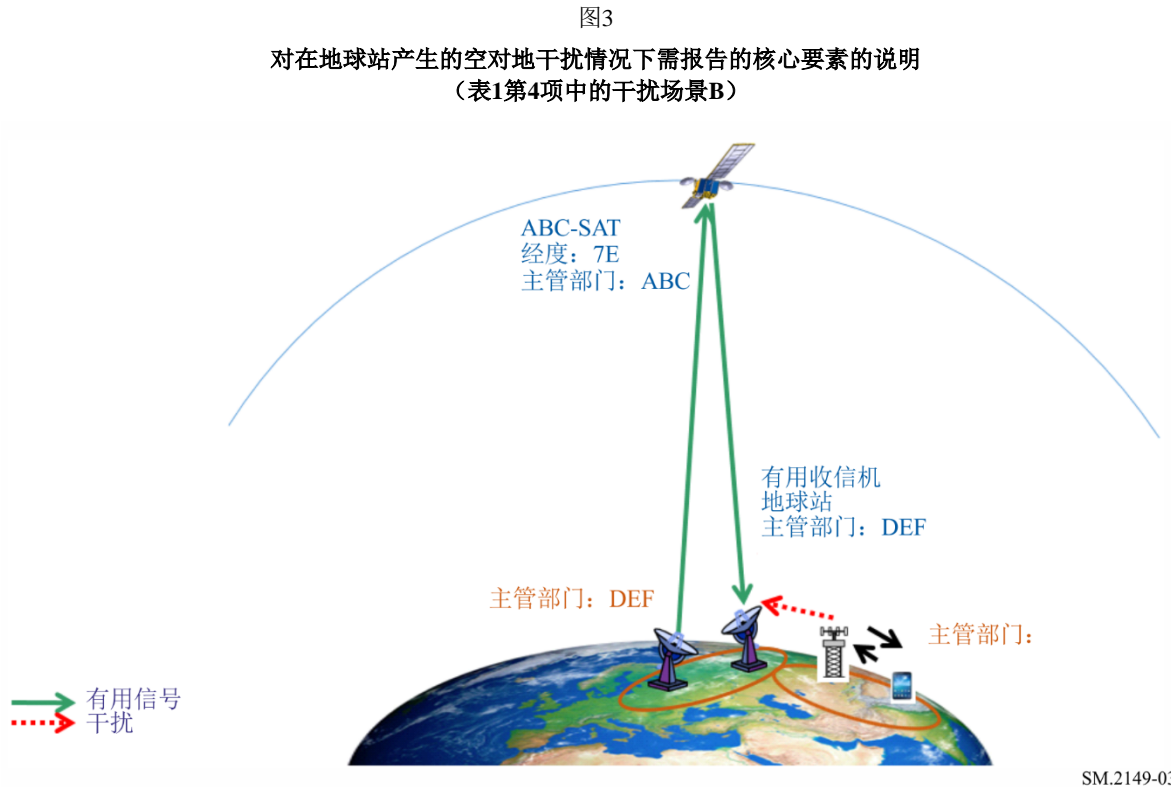 图3
对在地球站产生的空对地干扰情况下需报告的核心要素的说明
（表1第4项中的干扰场景B）
ABC-SAT
经度：7E
主管部门：ABC
有用收信机
地球站
主管部门：DEF
主管部门：DEF
主管部门：
有用信号
干扰
SM.2149-03